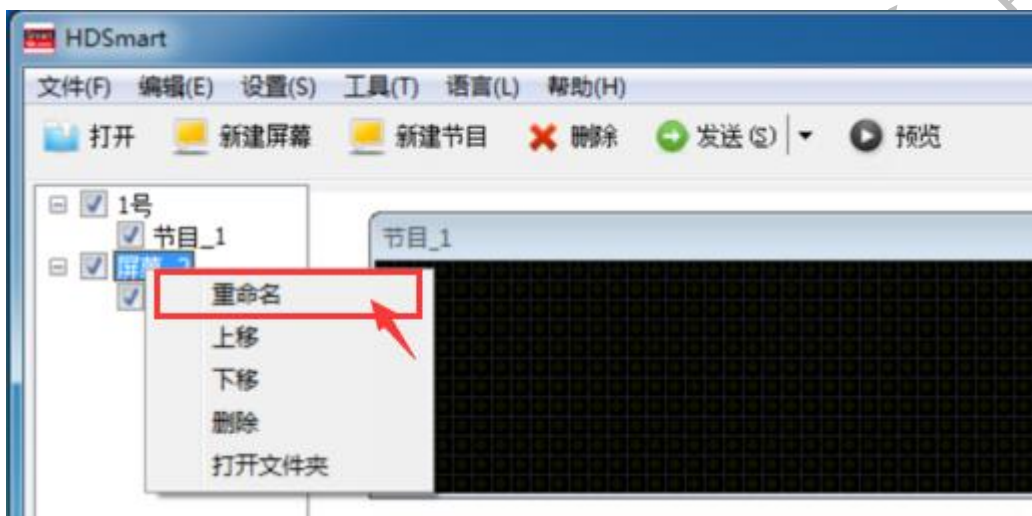 HDSmart
文件(F) 编辑(E) 设置(S) 工具(T) 语言(L) 帮助(H)
打开 新建屏幕 新建节目 删除 发送(S) 预览
1号
节目_1
节目_1
重命名
上移
下移
删除
打开文件夹